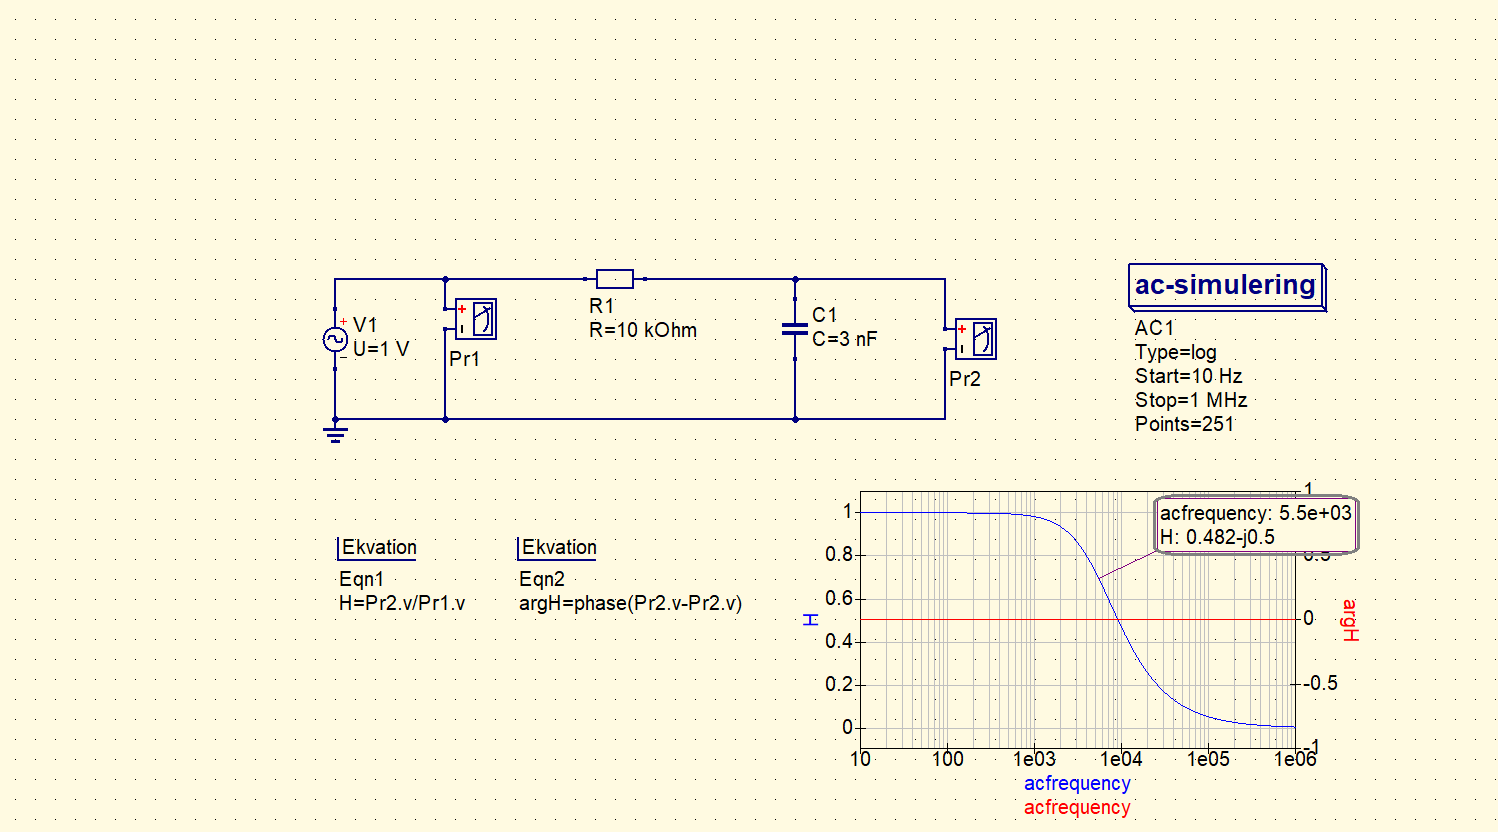 V1
U=1 V
Pr1
R1
R=10 kOhm
C1
C=3 nF
Pr2
ac-simulering
AC1
Type=log
Start=10 Hz
Stop=1 MHz
Points=251
Ekvation
Eqn1
H=Pr2.v/Pr1.v
Ekvation
Eqn2
argH=phase(Pr2.v-Pr2.v)
acfrequency: 5.5e+03
H: 0.482-j0.5
1
0.8
0.6
0.4
0.2
0
H
1
0.5
0
-0.5
-1
argH
10
100
1e03
1e04
1e05
1e06
acfrequency
acfrequency